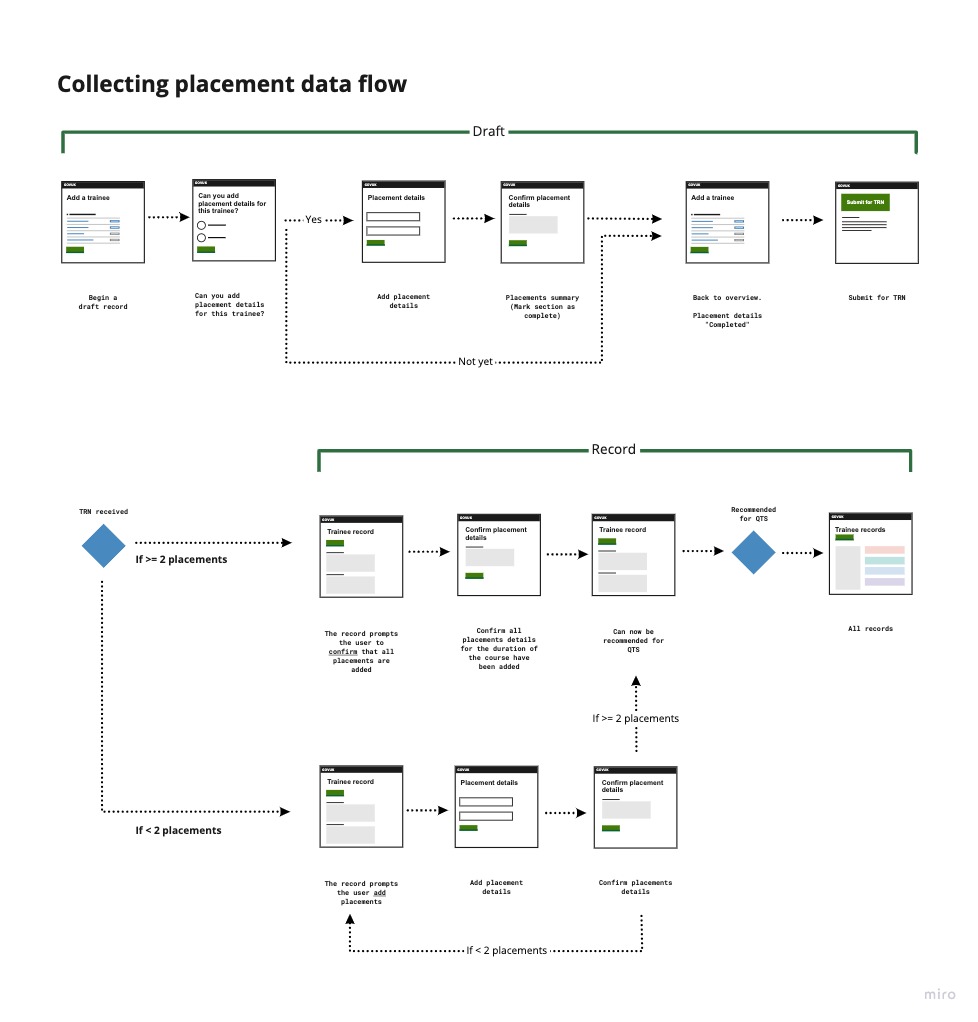 Collecting placement data flow
Draft
GOV.UK
Add a trainee
GOV.UK
Can you add
placement details for
this trainee?
Yes
GOV.UK
Placement details
GOV.UK
Confirm placement
details
GOV.UK
Add a trainee
GOV.UK
Submit for TRN
Begin a
draft record
Can you add
placement details
for this trainee?
Add placement
details
Placements summary
(Mark section as
complete)
Back to overview.
Placement details
"Completed"
Submit for TRN
Not yet
Record
TRN received
If >= 2 placements
GOV.UK
Trainee record
GOV.UK
Confirm placement
details
GOV.UK
Trainee record
Recommended
for QTS
GOV.UK
Trainee records
The record prompts
the user to
confirm that all
placements are
added
Confirm all
placements details
for the duration of
the course have
been added
Can now be
recommended for
QTS
All records
If >= 2 placements
If < 2 placements
GOV.UK
Trainee record
GOV.UK
Placement details
GOV.UK
Confirm placement
details
The record prompts
the user add
placements
Add placement
details
Confirm placements
details
If < 2 placements
miro